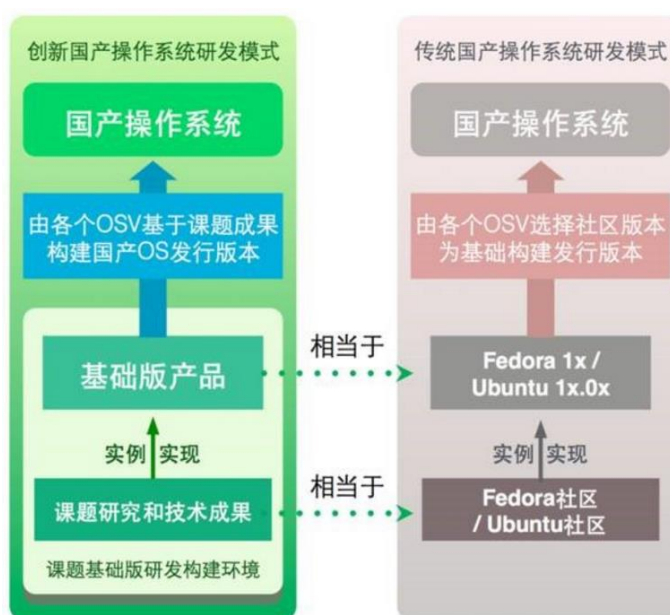 创新国产操作系统研发模式
国产操作系统
由各个OSV基于课题成果
构建国产OS发行版本
基础版产品
实例 实现
课题研究和技术成果
课题基础版研发构建环境
相当于
相当于
传统国产操作系统研发模式
国产操作系统
由各个OSV选择社区版本
为基础构建发行版本
Fedora 1x /
Ubuntu 1x.0x
实例 实现
Fedora社区
/ Ubuntu社区